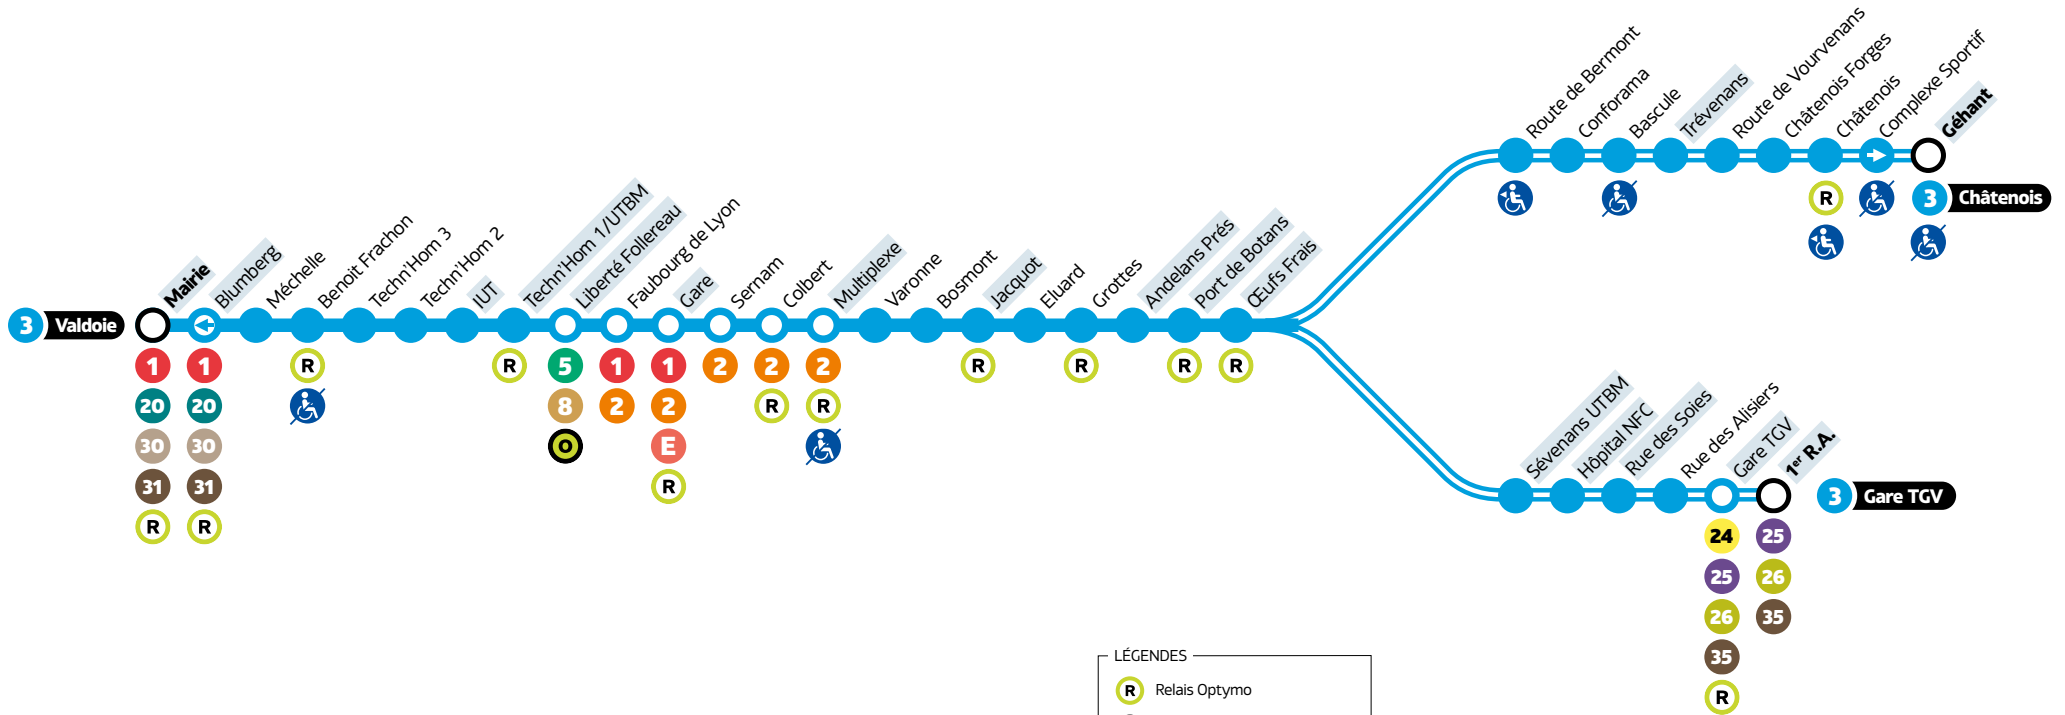 Route de Bermont
Conforama
Bascule
Trévenans
Route de Vourvenans
Châtenois Forges
Châtenois
Complexe Sportif
Géhant
R
3 Châtenois
3 Valdoie
Mairie
Blumberg
Méchelle
Benoit Frachon
Techn'Hom 3
Techn'Hom 2
IUT
Techn'Hom 1/UTBM
Liberté Follereau
Faubourg de Lyon
Gare
Sernam
Colbert
Multiplexe
Varonne
Bosmont
Jacquot
Eluard
Grottes
Andelans Prés
Port de Botans
Œufs Frais
1 1 R R 5 1 1 2 2 2 R R R R
20 20 8 2 2 R R
30 30 O E
31 31 R
R R
Sévenans UTBM
Hôpital NFC
Rue des Soies
Rue des Alisiers
Gare TGV
1er R.A.
3 Gare TGV
24 25
25 26
26 35
35
R
LÉGENDES
R Relais Optymo